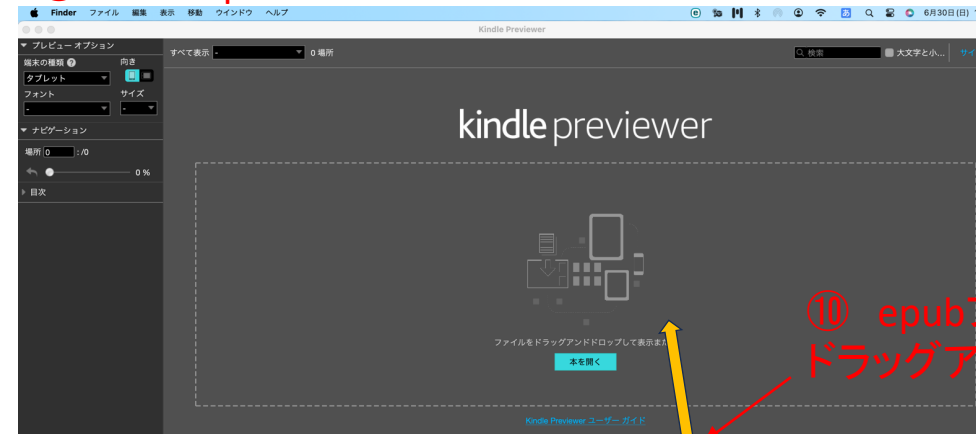 Finder ファイル 編集 表示 移動 ウインドウ ヘルプ 6月30日(日)
Kindle Previewer
プレビューオプション
端末の種類 向き
タブレット
フォント サイズ
- -
ナビゲーション
場所 0 :/0
0 %
目次
すべて表示 - 0 場所 検索 大文字と小... サイ
kindle previewer
ファイルをドラッグアンドドロップして表示また
本を開く
Kindle Previewer ユーザー ガイド
⑩ epub
ドラッグア